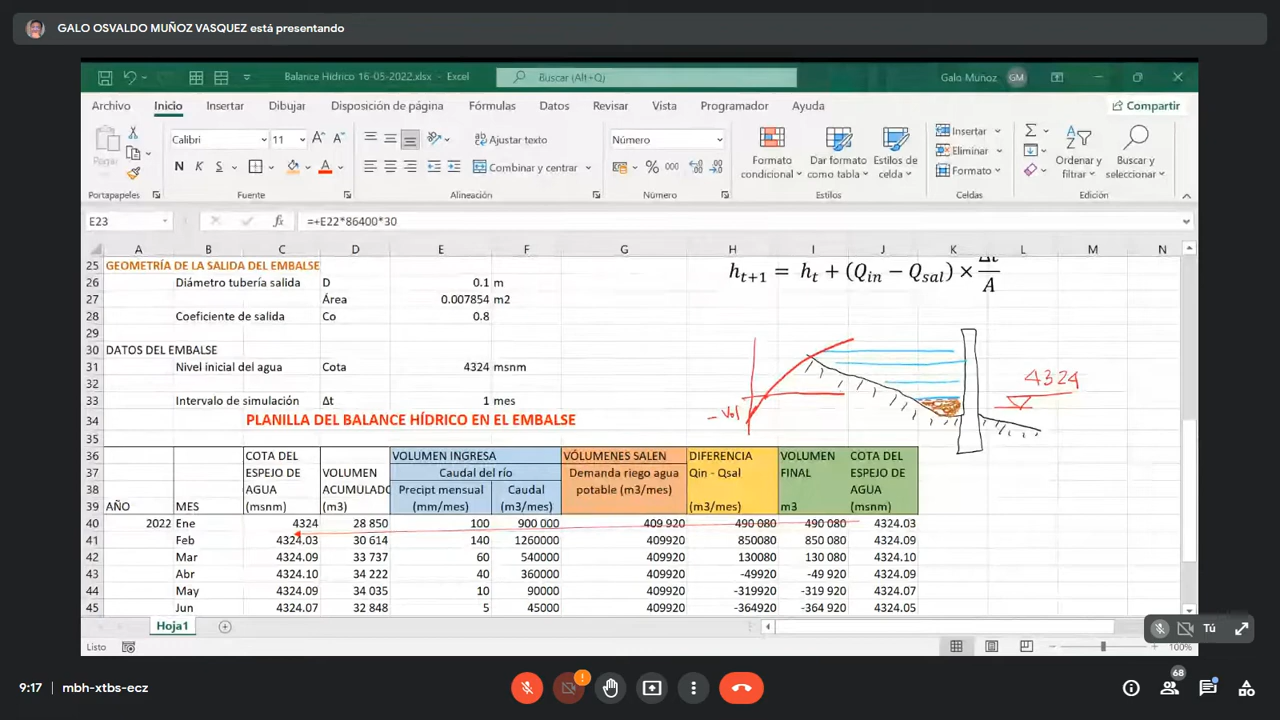 GALO OSVALDO MUÑOZ VASQUEZ está presentando
Balance Hídrico 16-05-2022.xlsx - Excel
Buscar (Alt+Q)
Galo Muñoz GM
Archivo Inicio Insertar Dibujar Disposición de página Fórmulas Datos Revisar Vista Programador Ayuda Compartir
Pegar
Calibri 11
N K S
Portapapeles Fuente
Ajustar texto
Combinar y centrar
Alineación
Número
% 000
Número
Formato condicional
Dar formato como tabla
Estilos de celda
Estilos
Insertar
Eliminar
Formato
Celdas
Ordenar y filtrar
Buscar y seleccionar
Edición
E23 fx =+E22*86400*30
A B C D E F G H I J K L M N
25 GEOMETRÍA DE LA SALIDA DEL EMBALSE
26 Diámetro tubería salida D 0.1 m
27 Área 0.007854 m2
28 Coeficiente de salida Co 0.8
29
30 DATOS DEL EMBALSE
31 Nivel inicial del agua Cota 4324 msnm
32
33 Intervalo de simulación Δt 1 mes
34 PLANILLA DEL BALANCE HÍDRICO EN EL EMBALSE
35
h t+1 = h t + (Q in − Q sal) × Δt/A
4324
- Vol
36 COTA DEL VOLUMEN INGRESA VÓLUMENES SALEN DIFERENCIA VOLUMEN COTA DEL
37 ESPEJO DE VOLUMEN Caudal del río Demanda riego agua Qin - Qsal FINAL ESPEJO DE
38 AGUA ACUMULADO Precipt mensual Caudal potable (m3/mes) AGUA
39 AÑO MES (msnm) (m3) (mm/mes) (m3/mes) (m3/mes) m3 (msnm)
40 2022 Ene 4324 28 850 100 900 000 409 920 490 080 490 080 4324.03
41 Feb 4324.03 30 614 140 1260000 409920 850080 850 080 4324.09
42 Mar 4324.09 33 737 60 540000 409920 130080 130 080 4324.10
43 Abr 4324.10 34 222 40 360000 409920 -49920 -49 920 4324.09
44 May 4324.09 34 035 10 90000 409920 -319920 -319 920 4324.07
45 Jun 4324.07 32 848 5 45000 409920 -364920 -364 920 4324.05
Hoja1
Listo 100%
Tú
9:17 mbh-xtbs-ecz
68